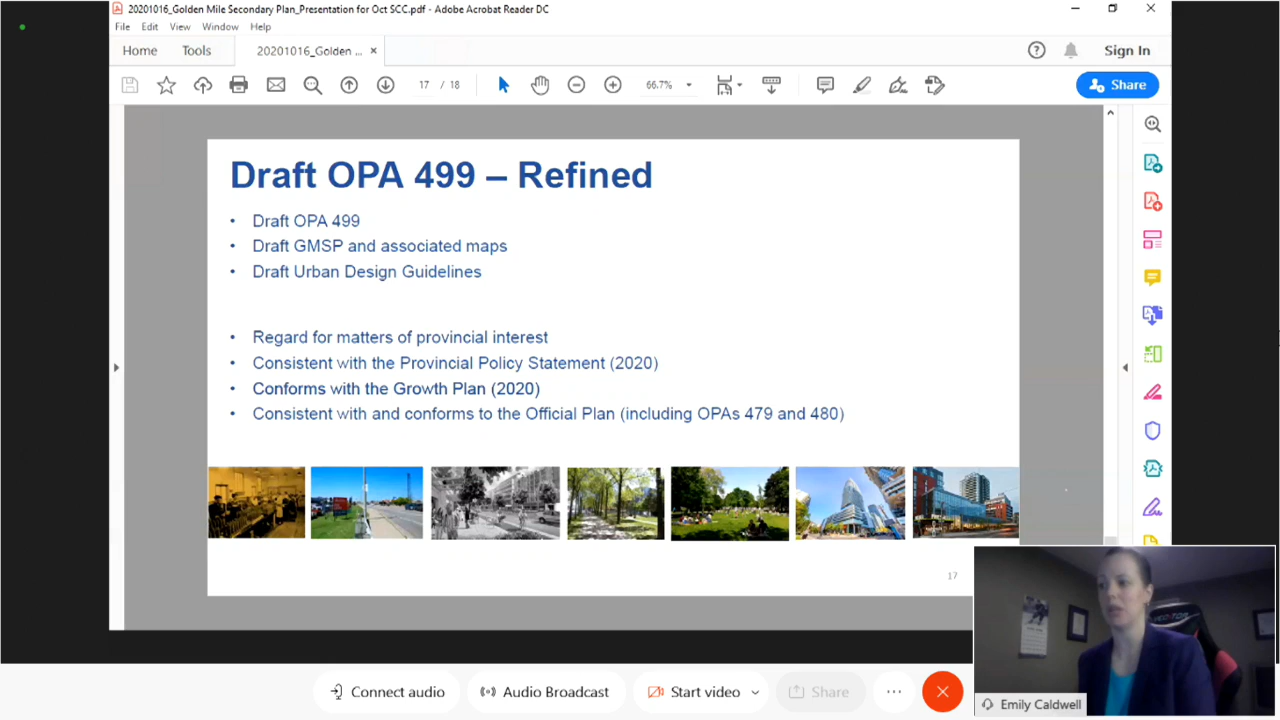 20201016_Golden Mile Secondary Plan_Presentation for Oct SCC.pdf - Adobe Acrobat Reader DC
File Edit View Window Help
Home Tools 20201016_Golden ... ×
Sign In
17 / 18
66.7%
Share
Draft OPA 499 – Refined
• Draft OPA 499
• Draft GMSP and associated maps
• Draft Urban Design Guidelines
• Regard for matters of provincial interest
• Consistent with the Provincial Policy Statement (2020)
• Conforms with the Growth Plan (2020)
• Consistent with and conforms to the Official Plan (including OPAs 479 and 480)
17
Emily Caldwell
Connect audio Audio Broadcast Start video Share ...